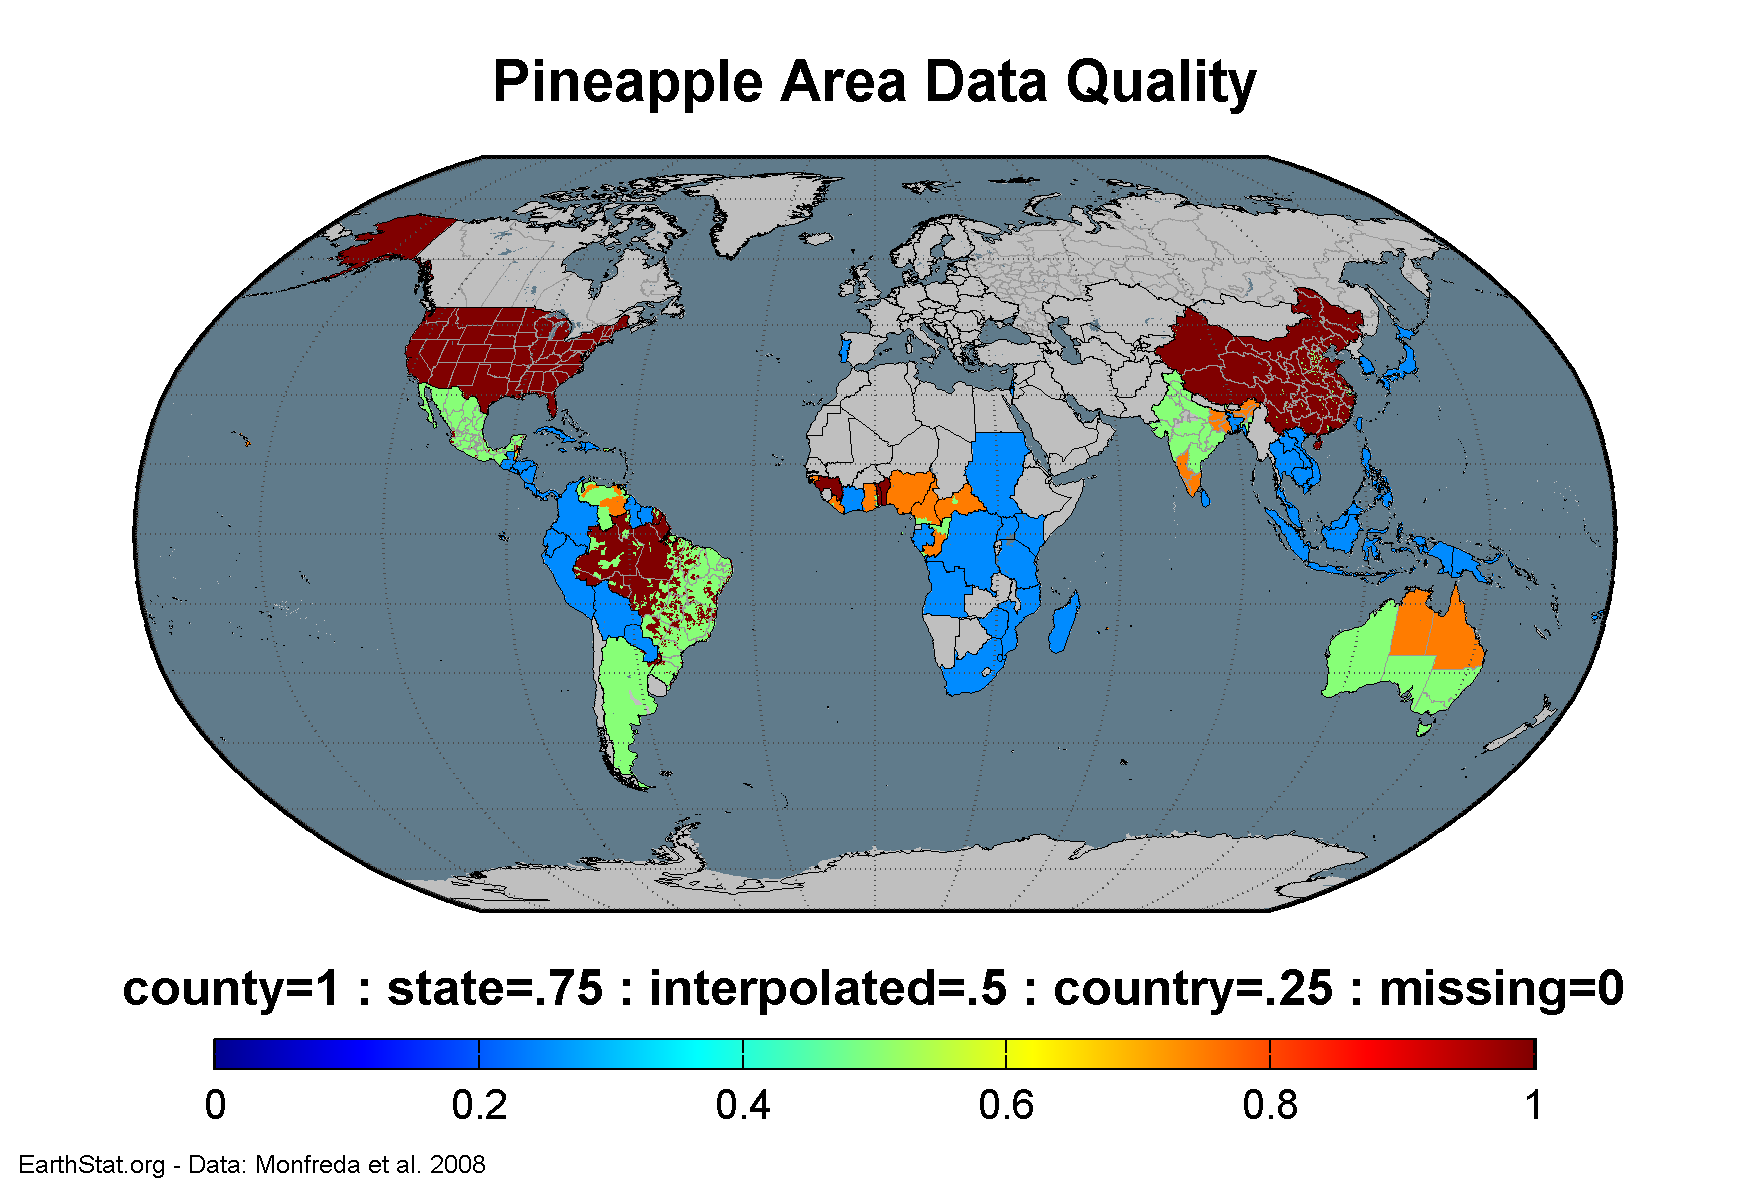 Pineapple Area Data Quality
county=1 : state=.75 : interpolated=.5 : country=.25 : missing=0
0 0.2 0.4 0.6 0.8 1
EarthStat.org - Data: Monfreda et al. 2008